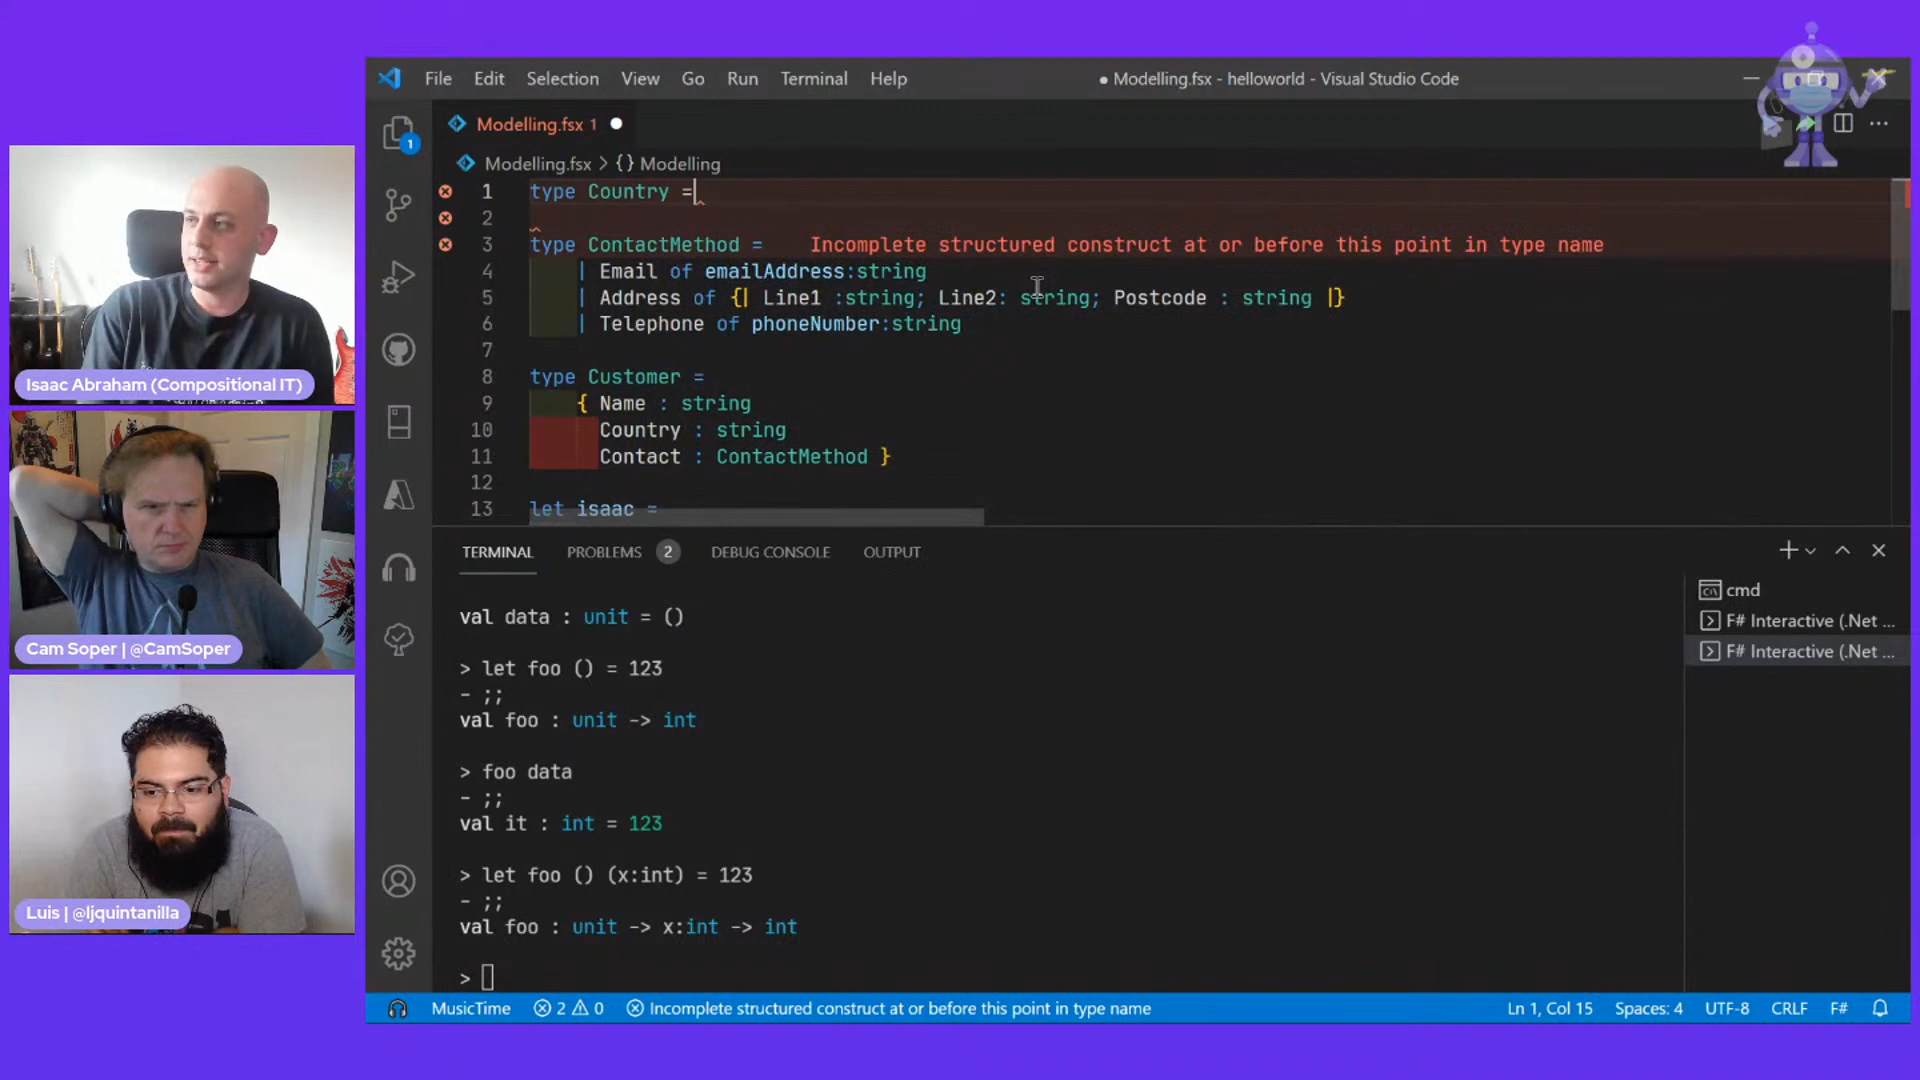 File Edit Selection View Go Run Terminal Help
● Modelling.fsx - helloworld - Visual Studio Code
1
Modelling.fsx 1
Modelling.fsx > {} Modelling
1 type Country =
2
3 type ContactMethod = Incomplete structured construct at or before this point in type name
4 | Email of emailAddress:string
5 | Address of {| Line1 :string; Line2: string; Postcode : string |}
6 | Telephone of phoneNumber:string
7
8 type Customer =
9 { Name : string
10 Country : string
11 Contact : ContactMethod }
12
13 let isaac =
TERMINAL PROBLEMS 2 DEBUG CONSOLE OUTPUT
val data : unit = ()
> let foo () = 123
- ;;
val foo : unit -> int
> foo data
- ;;
val it : int = 123
> let foo () (x:int) = 123
- ;;
val foo : unit -> x:int -> int
>
cmd
F# Interactive (.Net ...
F# Interactive (.Net ...
MusicTime 2 0 Incomplete structured construct at or before this point in type name Ln 1, Col 15 Spaces: 4 UTF-8 CRLF F#
Isaac Abraham (Compositional IT)
Cam Soper | @CamSoper
Luis | @ljquintanilla